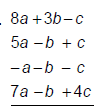 8a+3b–c
5a –b + c
–a–b – c
7a –b +4c